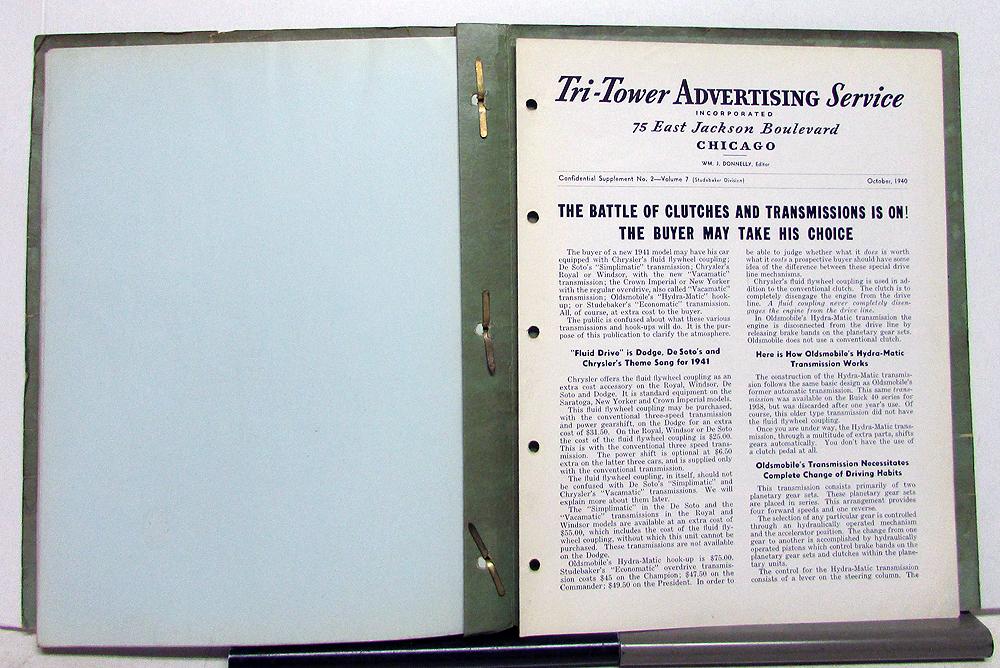 Tri-Tower ADVERTISING Service
INCORPORATED
75 East Jackson Boulevard
CHICAGO
WM. J. DONNELLY, Editor
Confidential Supplement No. 2—Volume 7 (Studebaker Division)
October, 1940
THE BATTLE OF CLUTCHES AND TRANSMISSIONS IS ON!
THE BUYER MAY TAKE HIS CHOICE
The buyer of a new 1941 model may have his car
equipped with Chrysler's fluid flywheel coupling;
De Soto's "Simplimatic" transmission; Chrysler's
Royal or Windsor, with the new "Vacamatic"
transmission; the Crown Imperial or New Yorker
with the regular overdrive, also called "Vacamatic"
transmission; Oldsmobile's "Hydra-Matic" hook-
up; or Studebaker's "Economatic" transmission.
All, of course, at extra cost to the buyer.
The public is confused about what these various
transmissions and hook-ups will do. It is the pur-
pose of this publication to clarify the atmosphere.
"Fluid Drive" is Dodge, De Soto's and
Chrysler's Theme Song for 1941
Chrysler offers the fluid flywheel coupling as an
extra cost accessory on the Royal, Windsor, De
Soto and Dodge. It is standard equipment on the
Saratoga, New Yorker and Crown Imperial models.
This fluid flywheel coupling may be purchased,
with the conventional three-speed transmission
and power gearshift, on the Dodge for an extra
cost of $31.50. On the Royal, Windsor or De Soto
the cost of the fluid flywheel coupling is $25.00.
This is with the conventional three speed trans-
mission. The power shift is optional at $6.50
extra on the latter three cars, and is supplied only
with the conventional transmission.
The fluid flywheel coupling, in itself, should not
be confused with De Soto's "Simplimatic" and
Chrysler's "Vacamatic" transmissions. We will
explain more about them later.
The "Simplimatic" in the De Soto and the
"Vacamatic" transmissions in the Royal and
Windsor models are available at an extra cost of
$55.00, which includes the cost of the fluid fly-
wheel coupling, without which this unit cannot be
purchased. These transmissions are not available
on the Dodge.
Oldsmobile's Hydra-Matic hook-up is $75.00.
Studebaker's "Economatic" overdrive transmis-
sion costs $45 on the Champion; $47.50 on the
Commander; $49.50 on the President. In order to
be able to judge whether what it does is worth
what it costs a prospective buyer should have some
idea of the difference between these special drive
line mechanisms.
Chrysler's fluid flywheel coupling is used in ad-
dition to the conventional clutch. The clutch is to
completely disengage the engine from the drive
line. A fluid coupling never completely disen-
gages the engine from the drive line.
In Oldsmobile's Hydra-Matic transmission the
engine is disconnected from the drive line by
releasing brake bands on the planetary gear sets.
Oldsmobile does not use a conventional clutch.
Here is How Oldsmobile's Hydra-Matic
Transmission Works
The construction of the Hydra-Matic transmis-
sion follows the same basic design as Oldsmobile's
former automatic transmission. This same trans-
mission was available on the Buick 40 series for
1938, but was discarded after one year's use. Of
course, this older type transmission did not have
the fluid flywheel coupling.
Once you are under way, the Hydra-Matic trans-
mission, through a multitude of extra parts, shifts
gears automatically. You don't have the use of
a clutch pedal at all.
Oldsmobile's Transmission Necessitates
Complete Change of Driving Habits
This transmission consists primarily of two
planetary gear sets. These planetary gear sets
are placed in series. This arrangement provides
four forward speeds and one reverse.
The selection of any particular gear is controlled
through an hydraulically operated mechanism
and the accelerator position. The change from one
gear to another is accomplished by hydraulically
operated pistons which control brake bands on the
planetary gear sets and clutches within the plane-
tary units.
The control for the Hydra-Matic transmission
consists of a lever on the steering column. The